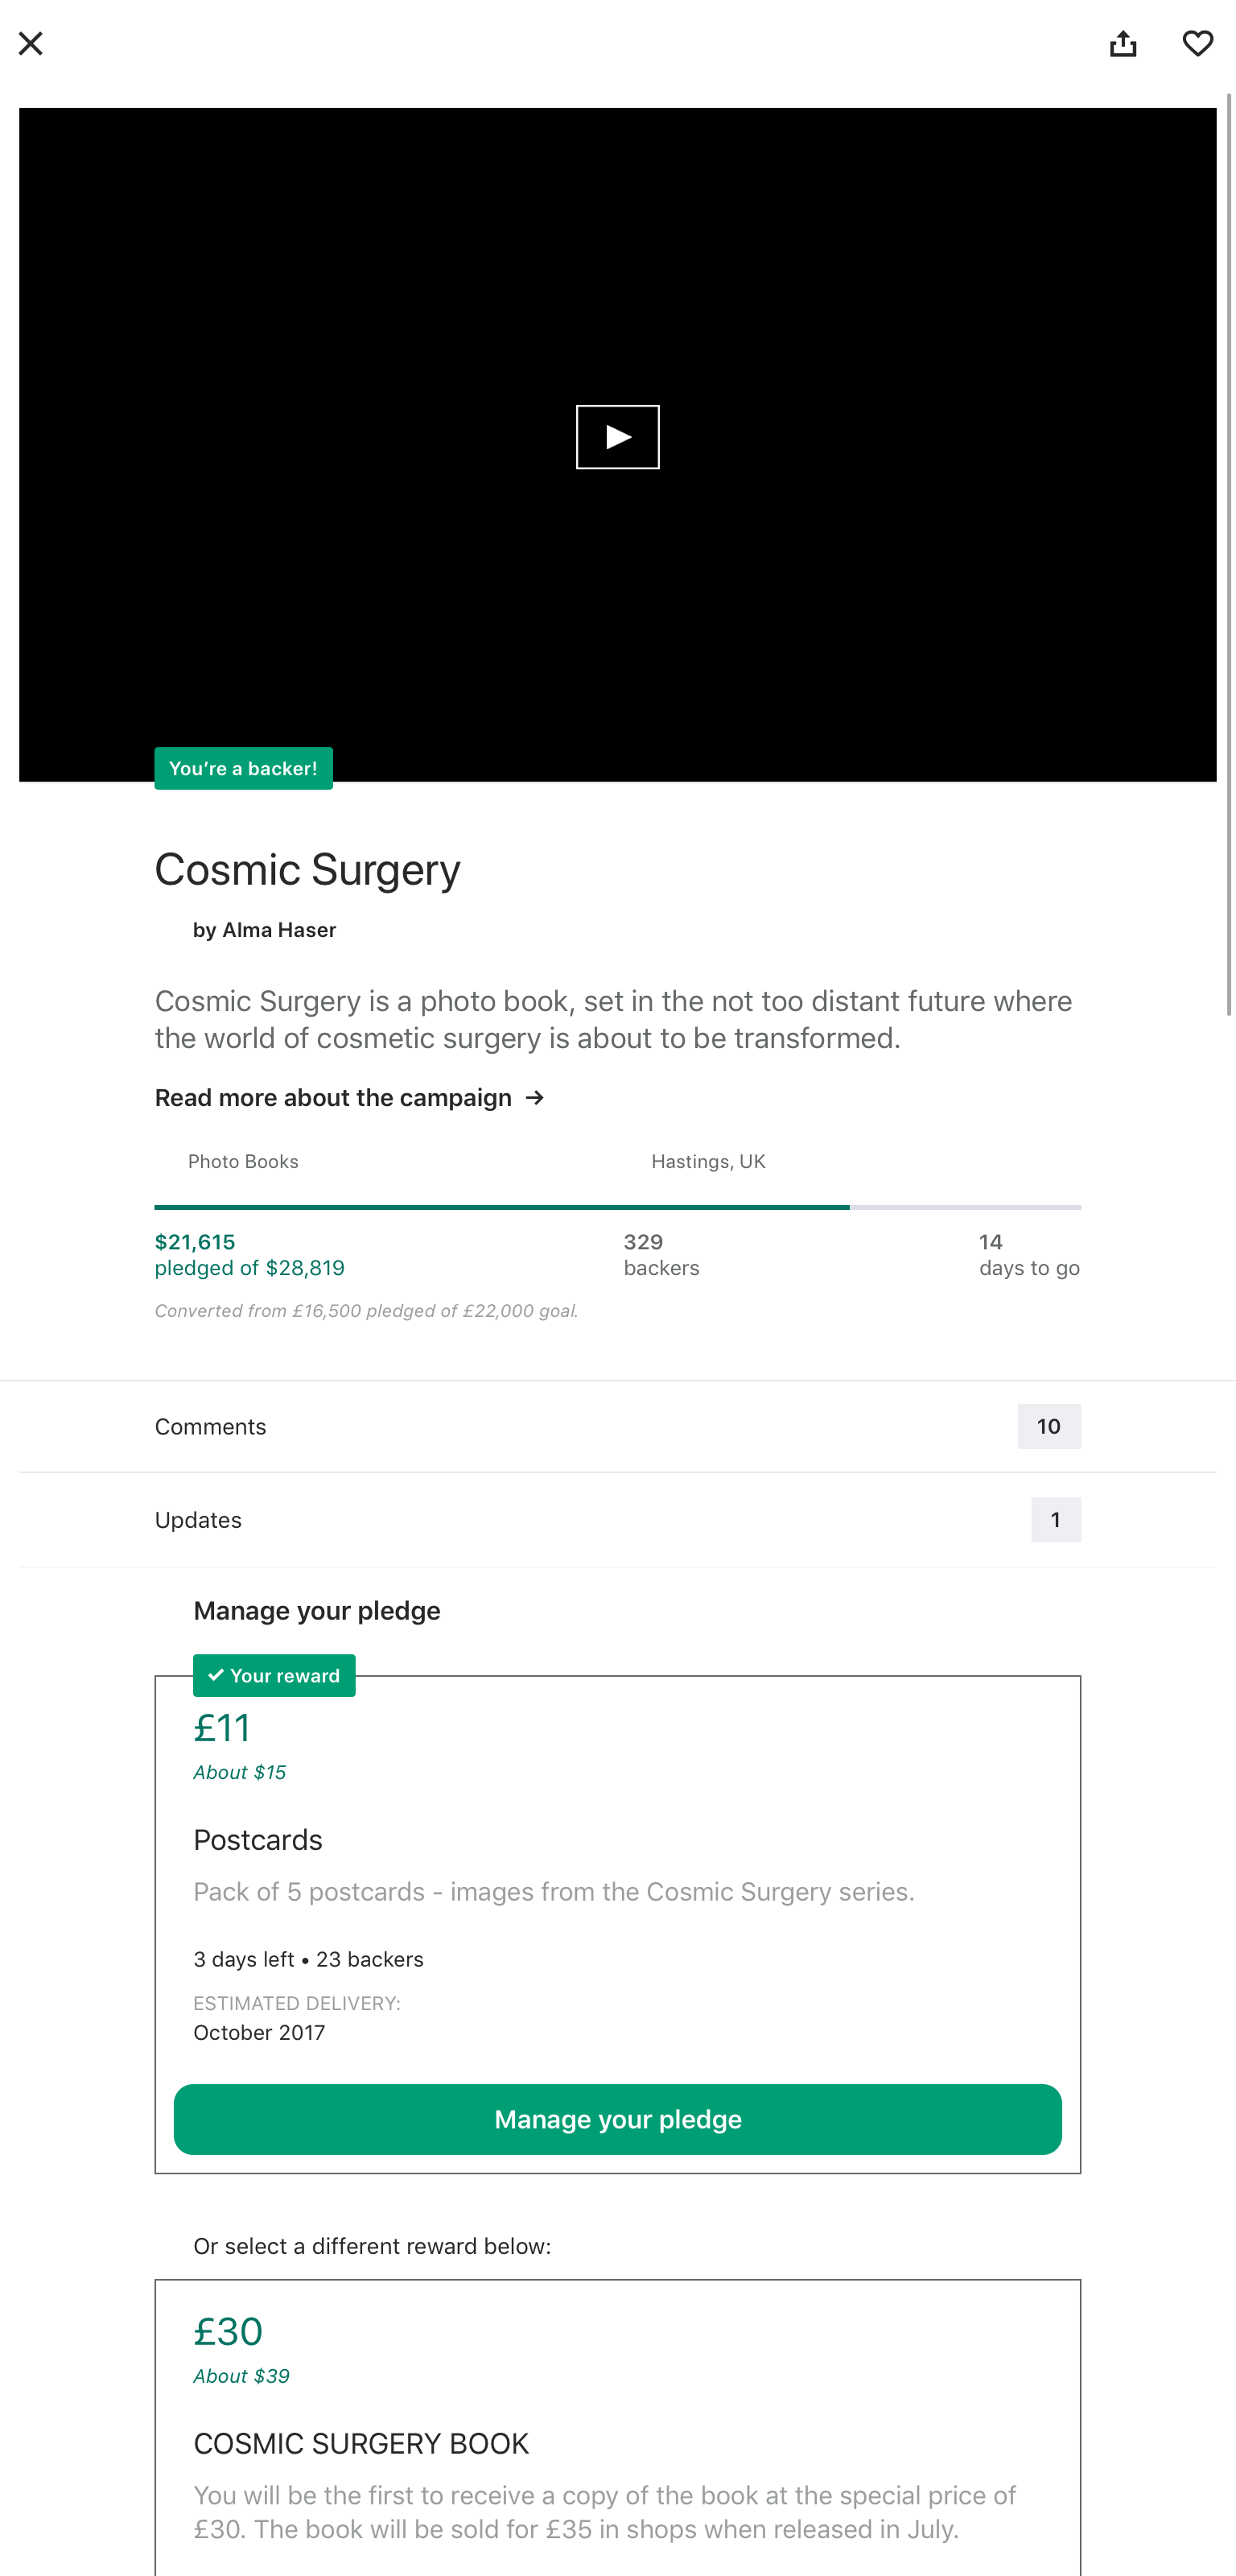 You’re a backer!
Cosmic Surgery
by Alma Haser
Cosmic Surgery is a photo book, set in the not too distant future where
the world of cosmetic surgery is about to be transformed.
Read more about the campaign →
Photo Books
Hastings, UK
$21,615
pledged of $28,819
329
backers
14
days to go
Converted from £16,500 pledged of £22,000 goal.
Comments
10
Updates
1
Manage your pledge
✓ Your reward
£11
About $15
Postcards
Pack of 5 postcards - images from the Cosmic Surgery series.
3 days left • 23 backers
ESTIMATED DELIVERY:
October 2017
Manage your pledge
Or select a different reward below:
£30
About $39
COSMIC SURGERY BOOK
You will be the first to receive a copy of the book at the special price of
£30. The book will be sold for £35 in shops when released in July.